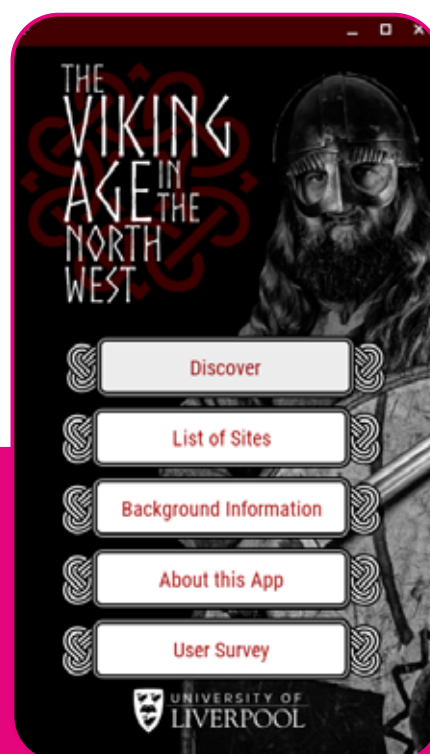 THE
VIKING
AGE IN THE
NORTH
WEST
Discover
List of Sites
Background Information
About this App
User Survey
UNIVERSITY OF
LIVERPOOL